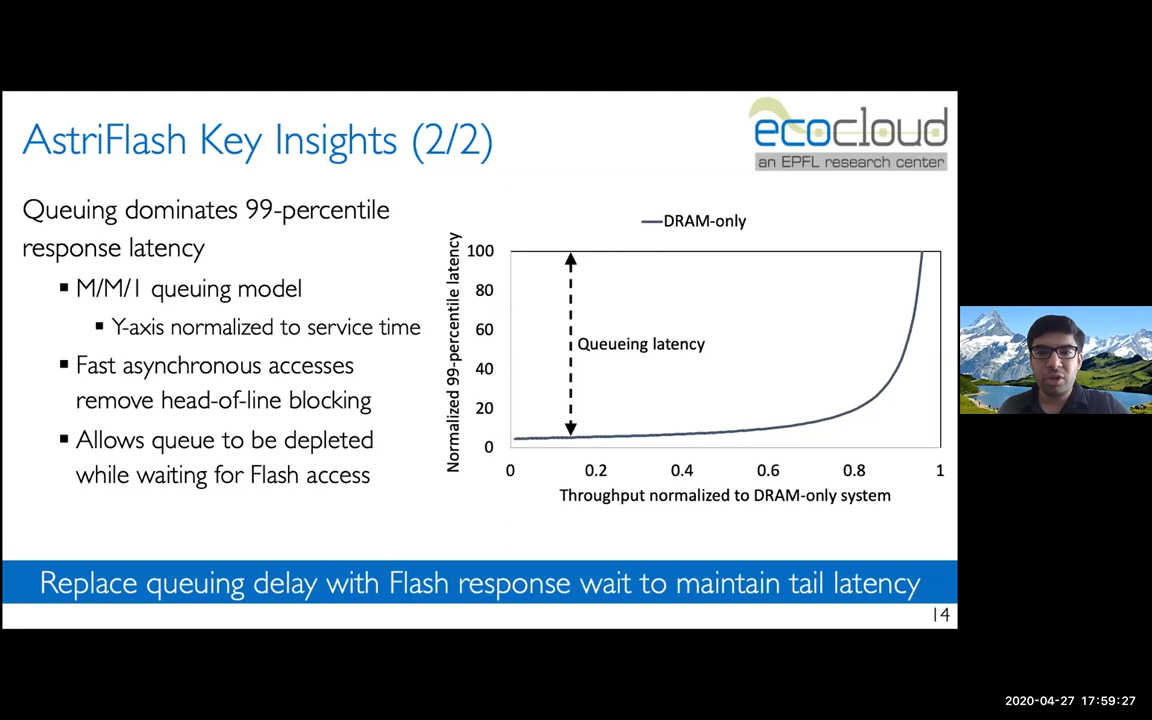 AstriFlash Key Insights (2/2)
ecocloud
an EPFL research center
Queuing dominates 99-percentile
response latency
▪ M/M/1 queuing model
▪ Y-axis normalized to service time
▪ Fast asynchronous accesses
remove head-of-line blocking
▪ Allows queue to be depleted
while waiting for Flash access
DRAM-only
Normalized 99-percentile latency
100
80
60
40
20
0
Queueing latency
0 0.2 0.4 0.6 0.8 1
Throughput normalized to DRAM-only system
Replace queuing delay with Flash response wait to maintain tail latency
14
2020-04-27 17:59:27